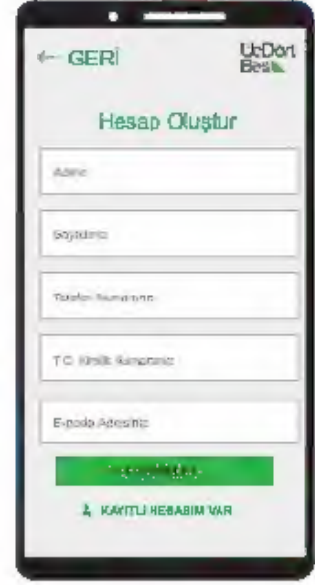 ← GERİ
ÜçDört
Beş
Hesap Oluştur
Adınız
Soyadınız
Telefon Numaranız
T.C. Kimlik Numaranız
E-posta Adresiniz
KAYITLI HESABIM VAR